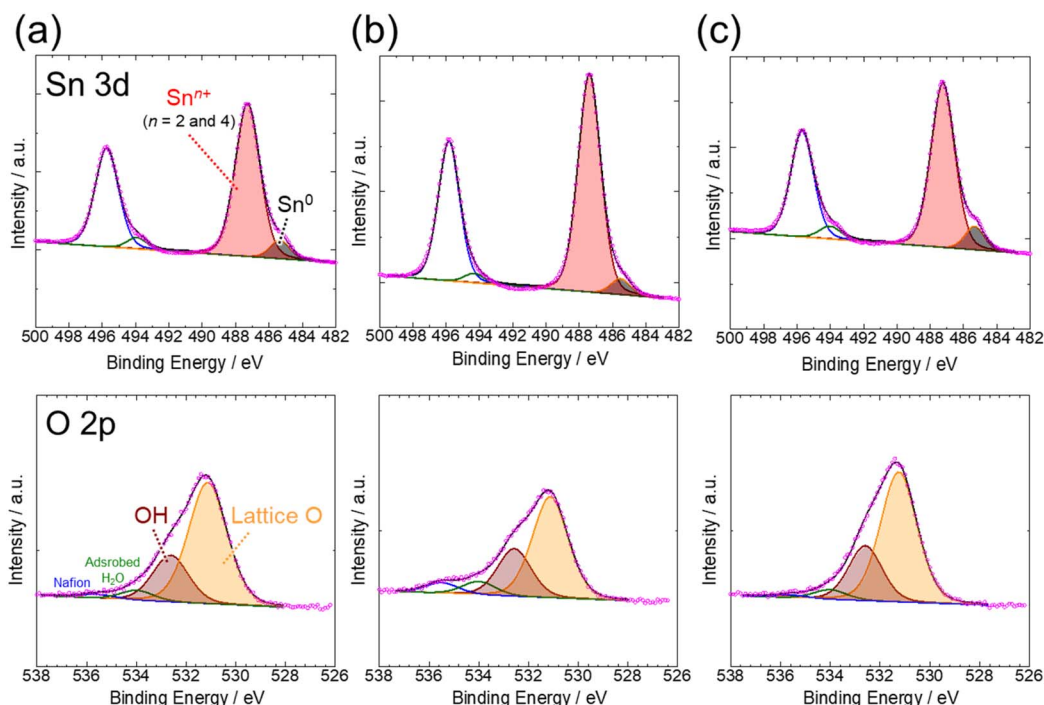 (a)
(b)
(c)
Sn 3d
Snⁿ⁺
(n = 2 and 4)
Sn⁰
Intensity / a.u.
500 498 496 494 492 490 488 486 484 482
Binding Energy / eV
Intensity / a.u.
500 498 496 494 492 490 488 486 484 482
Binding Energy / eV
Intensity / a.u.
500 498 496 494 492 490 488 486 484 482
Binding Energy / eV
O 2p
OH
Lattice O
Adsrobed
H₂O
Nafion
Intensity / a.u.
538 536 534 532 530 528 526
Binding Energy / eV
Intensity / a.u.
538 536 534 532 530 528 526
Binding Energy / eV
Intensity / a.u.
538 536 534 532 530 528 526
Binding Energy / eV